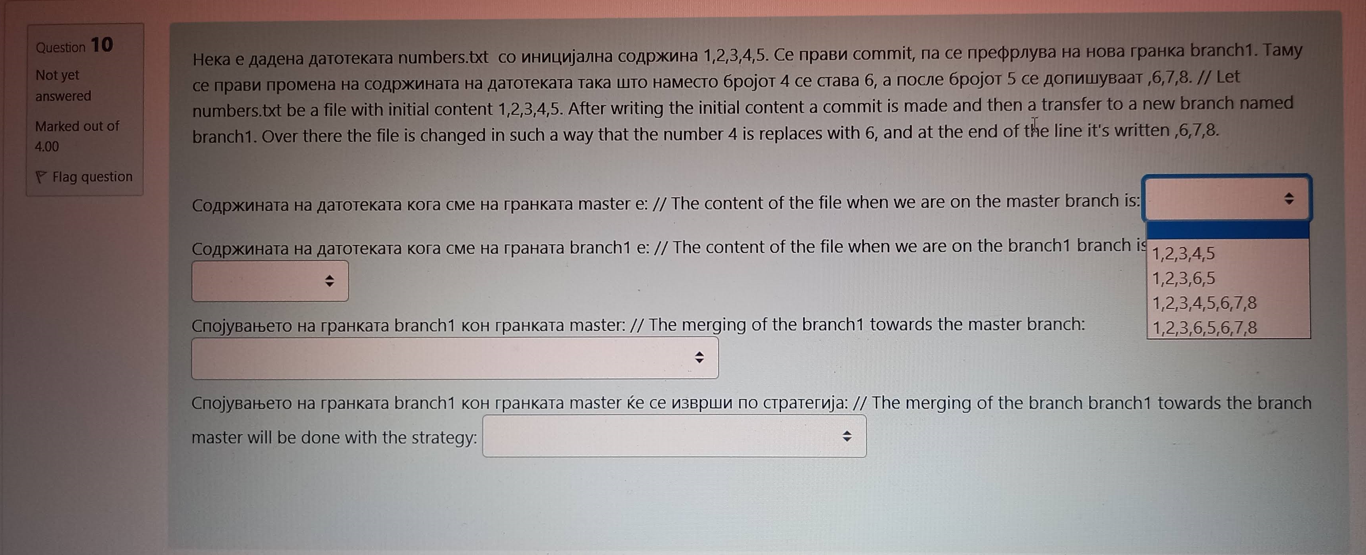 Question 10
Not yet
answered
Marked out of
4.00
Flag question
Нека е дадена датотеката numbers.txt со иницијална содржина 1,2,3,4,5. Се прави commit, па се префрлува на нова гранка branch1. Таму
се прави промена на содржината на датотеката така што наместо бројот 4 се става 6, а после бројот 5 се допишуваат ,6,7,8. // Let
numbers.txt be a file with initial content 1,2,3,4,5. After writing the initial content a commit is made and then a transfer to a new branch named
branch1. Over there the file is changed in such a way that the number 4 is replaces with 6, and at the end of the line it's written ,6,7,8.
Содржината на датотеката кога сме на гранката master е: // The content of the file when we are on the master branch is:
Содржината на датотеката кога сме на граната branch1 е: // The content of the file when we are on the branch1 branch is
1,2,3,4,5
1,2,3,6,5
1,2,3,4,5,6,7,8
1,2,3,6,5,6,7,8
Спојувањето на гранката branch1 кон гранката master: // The merging of the branch1 towards the master branch:
Спојувањето на гранката branch1 кон гранката master ќе се изврши по стратегија: // The merging of the branch branch1 towards the branch
master will be done with the strategy: